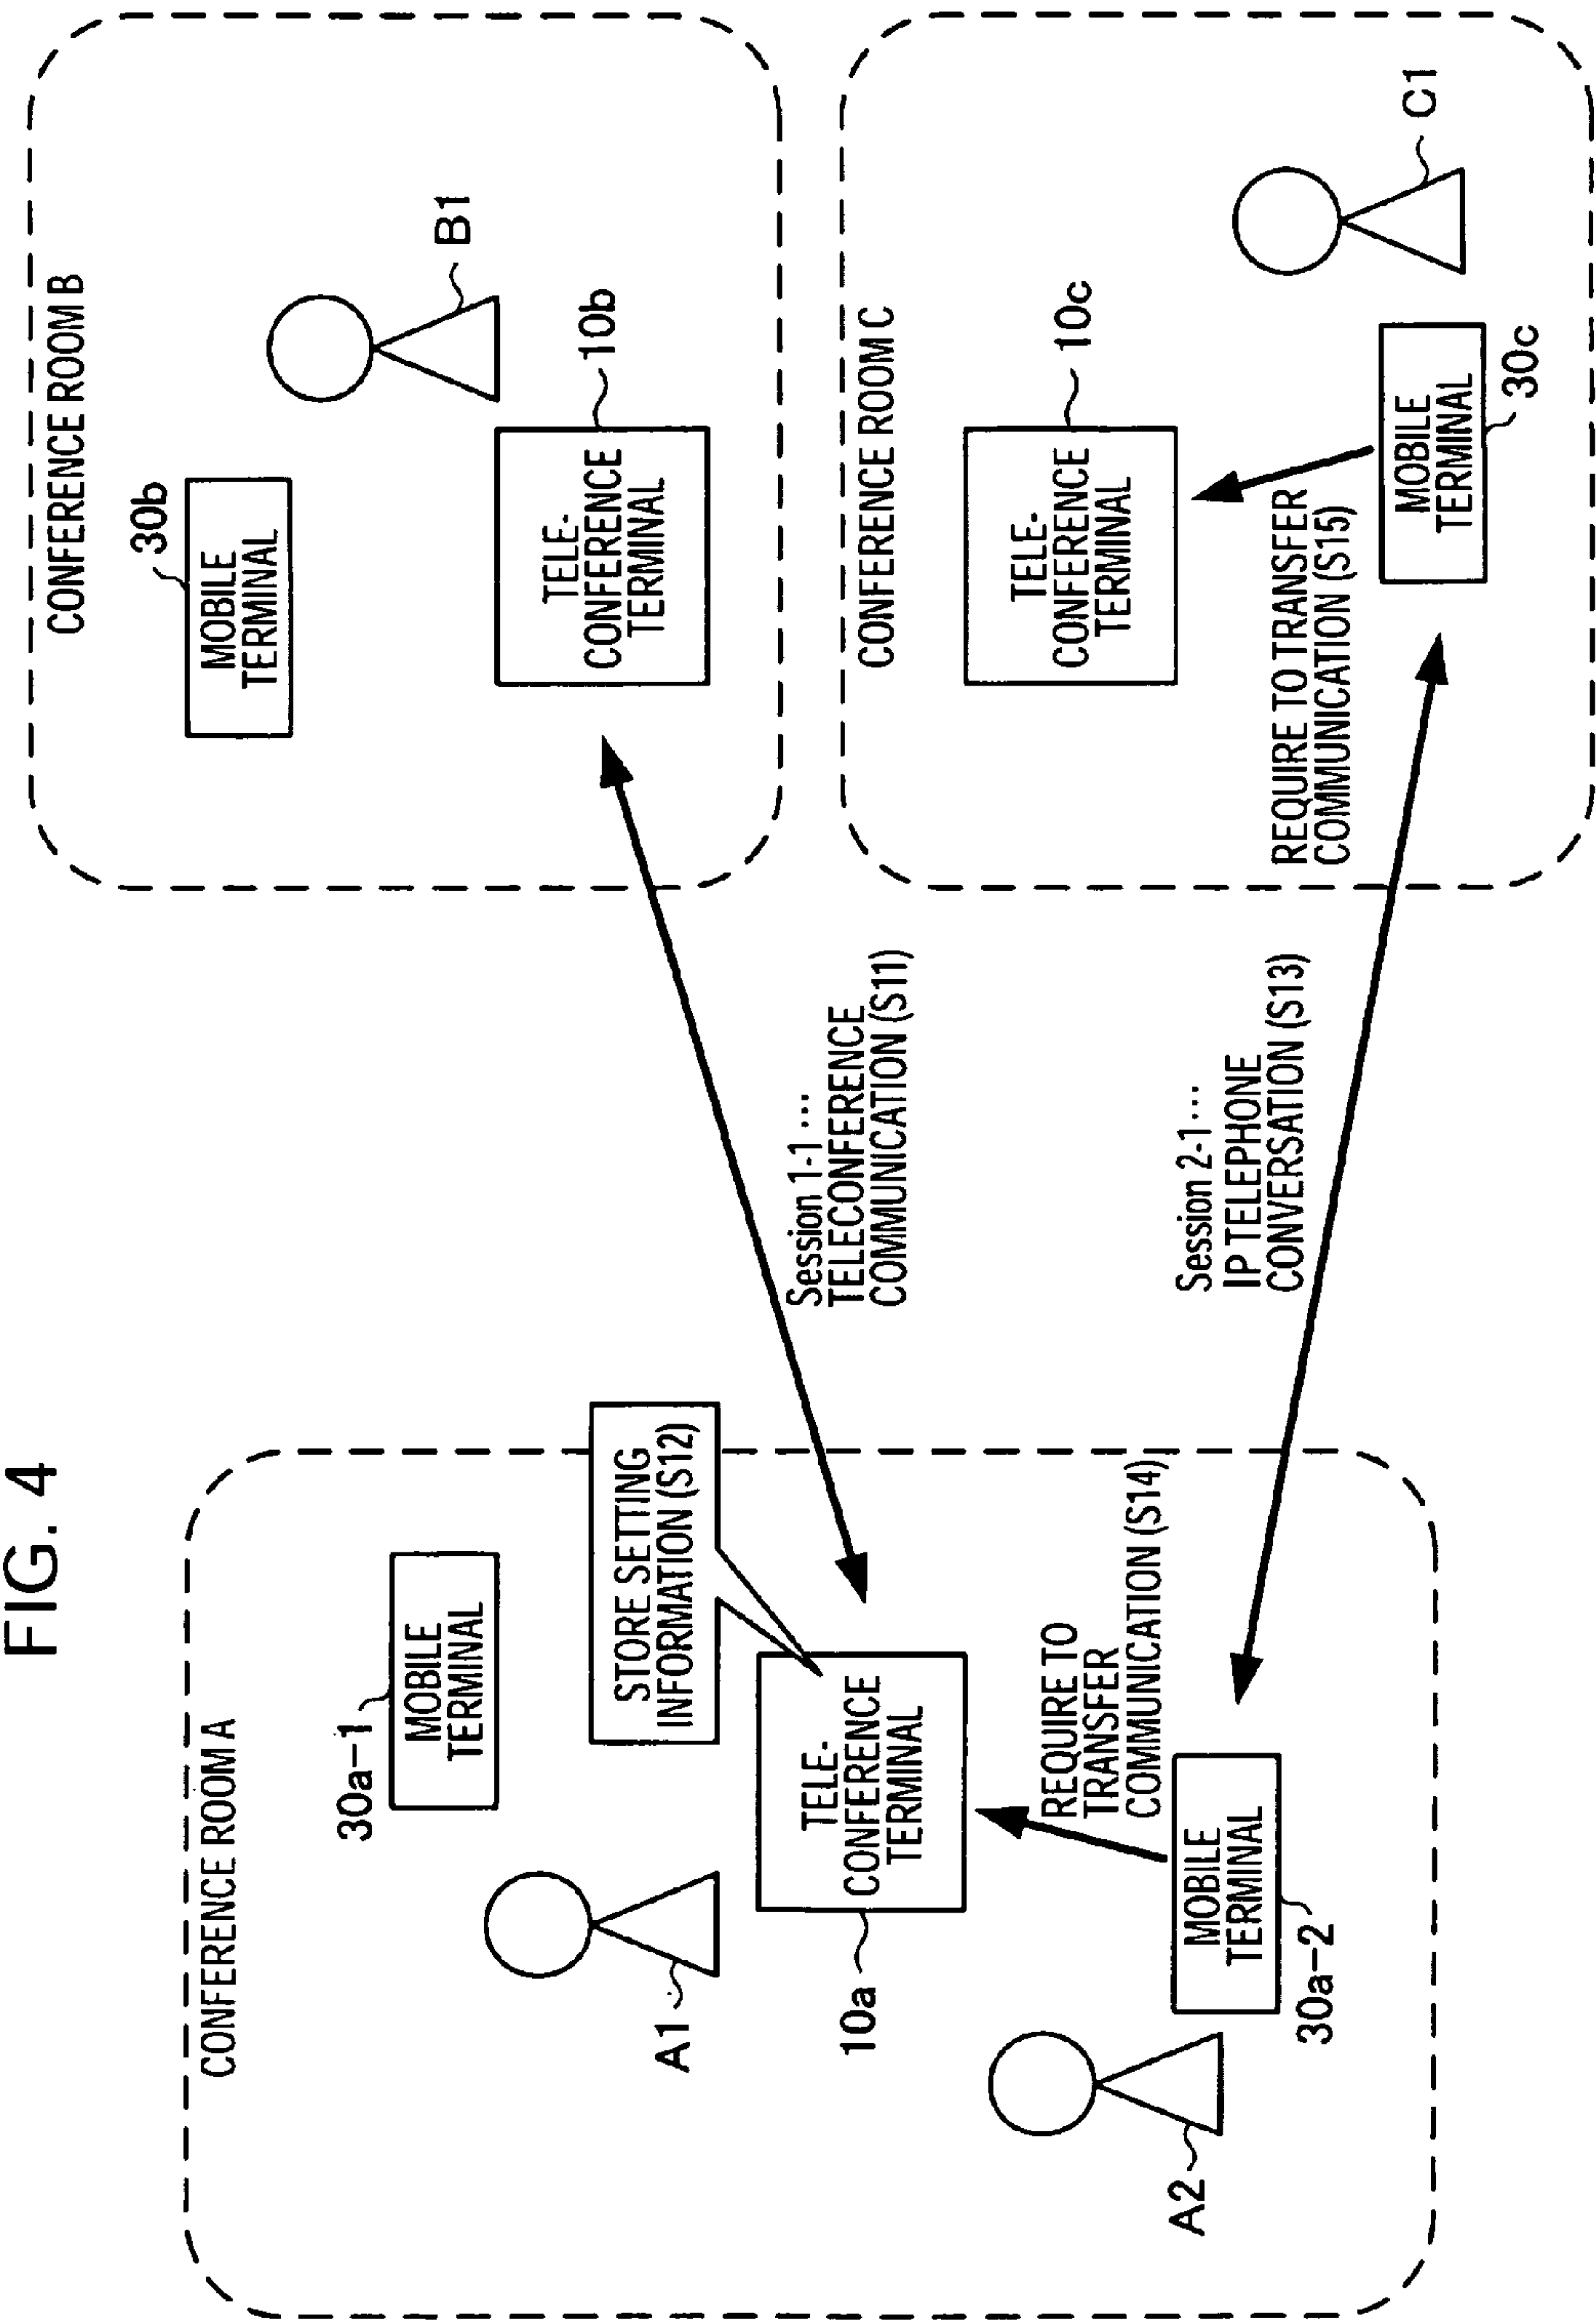 FIG. 4
CONFERENCE ROOM A
30a-1
MOBILE
TERMINAL
A1
STORE SETTING
INFORMATION (S12)
10a
TELE-
CONFERENCE
TERMINAL
REQUIRE TO
TRANSFER
COMMUNICATION (S14)
A2
MOBILE
TERMINAL
30a-2
Session 1-1 ...
TELECONFERENCE
COMMUNICATION (S11)
Session 2-1 ...
IP TELEPHONE
CONVERSATION (S13)
CONFERENCE ROOM B
30b
MOBILE
TERMINAL
B1
TELE-
CONFERENCE
TERMINAL
10b
CONFERENCE ROOM C
TELE-
CONFERENCE
TERMINAL
10c
REQUIRE TO TRANSFER
COMMUNICATION (S15)
MOBILE
TERMINAL
30c
C1